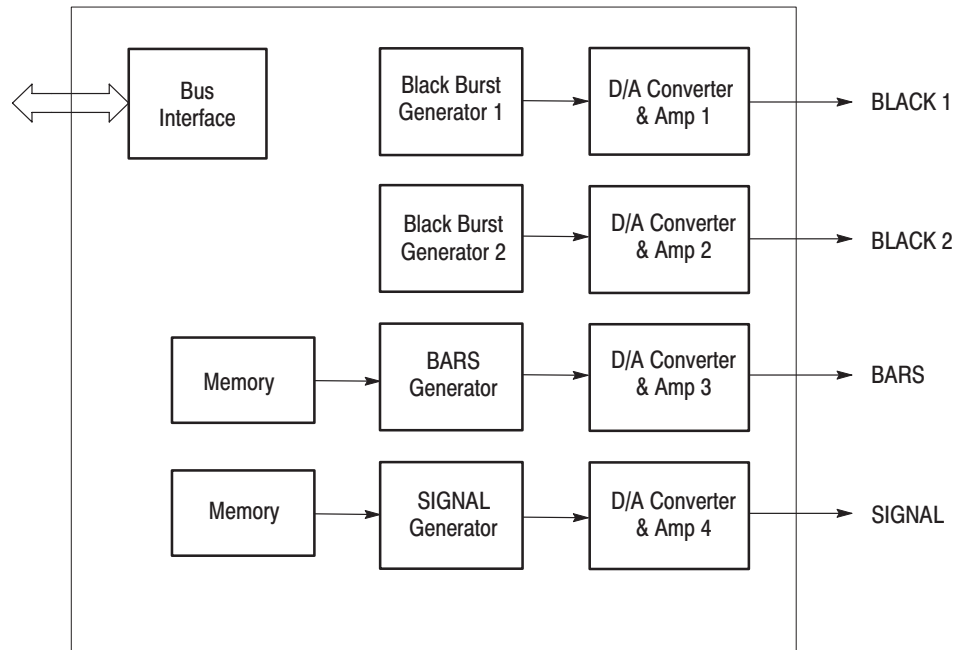 Bus
Interface
Black Burst
Generator 1
D/A Converter
& Amp 1
BLACK 1
Black Burst
Generator 2
D/A Converter
& Amp 2
BLACK 2
Memory
BARS
Generator
D/A Converter
& Amp 3
BARS
Memory
SIGNAL
Generator
D/A Converter
& Amp 4
SIGNAL